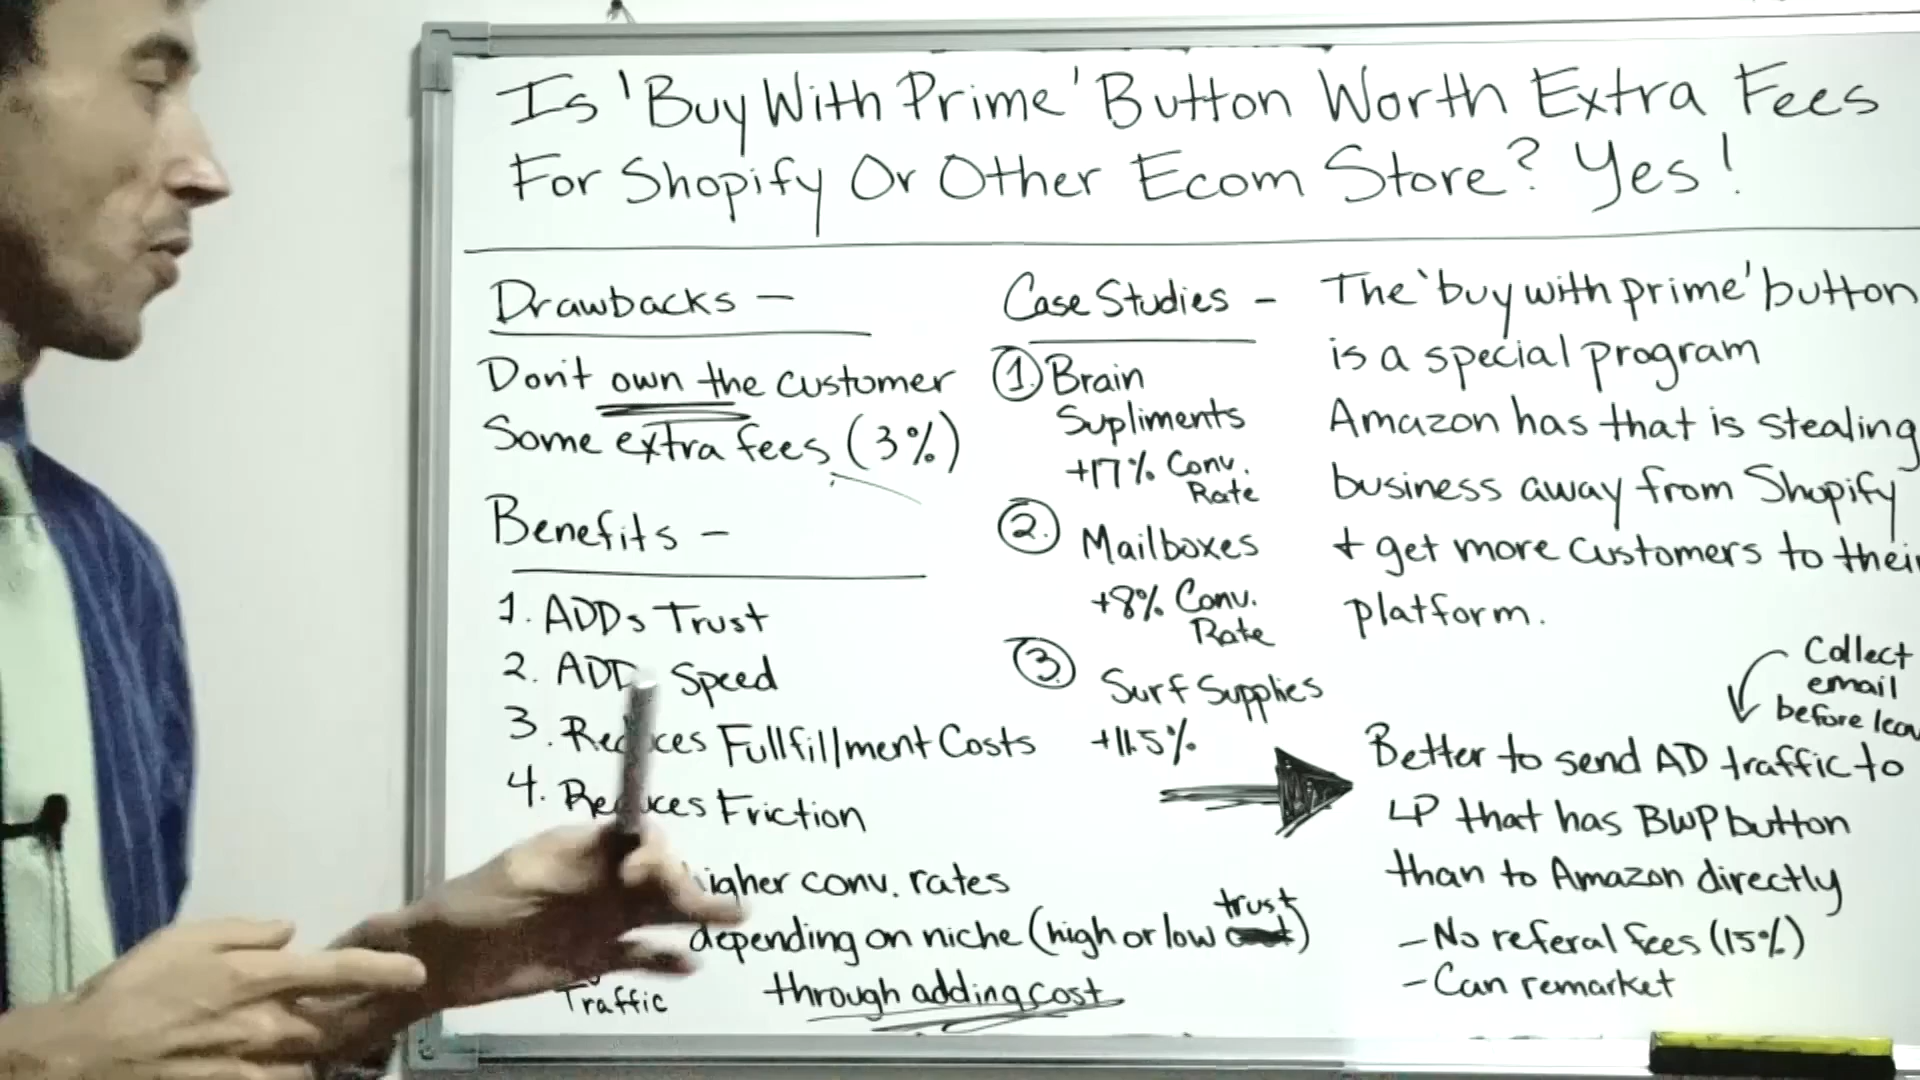 Is 'Buy With Prime' Button Worth Extra Fees
For Shopify Or Other Ecom Store? Yes!
Drawbacks -
Don't own the customer
Some extra fees (3%)
Benefits -
1. ADDs Trust
2. ADD Speed
3. Reduces Fullfillment Costs
4. Reduces Friction
igher conv. rates
depending on niche (high or low trust)
Traffic through adding cost
Case Studies -
1. Brain
Supliments
+17% Conv.
Rate
2. Mailboxes
+8% Conv.
Rate
3. Surf Supplies
+11.5%
The 'buy with prime' button
is a special program
Amazon has that is stealing
business away from Shopify
+ get more customers to their
platform.
Collect
email
before
Better to send AD traffic to
LP that has BWP button
than to Amazon directly
- No referal fees (15%)
- Can remarket